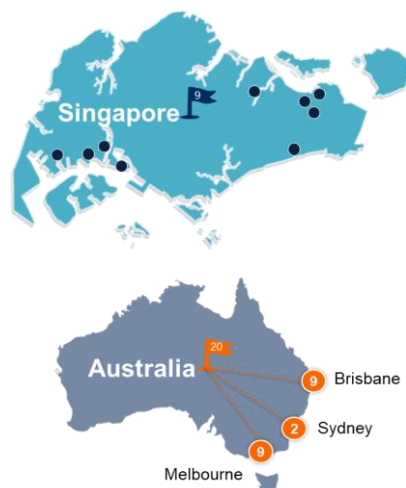 9
Singapore
20
Australia
9 Brisbane
2 Sydney
9
Melbourne